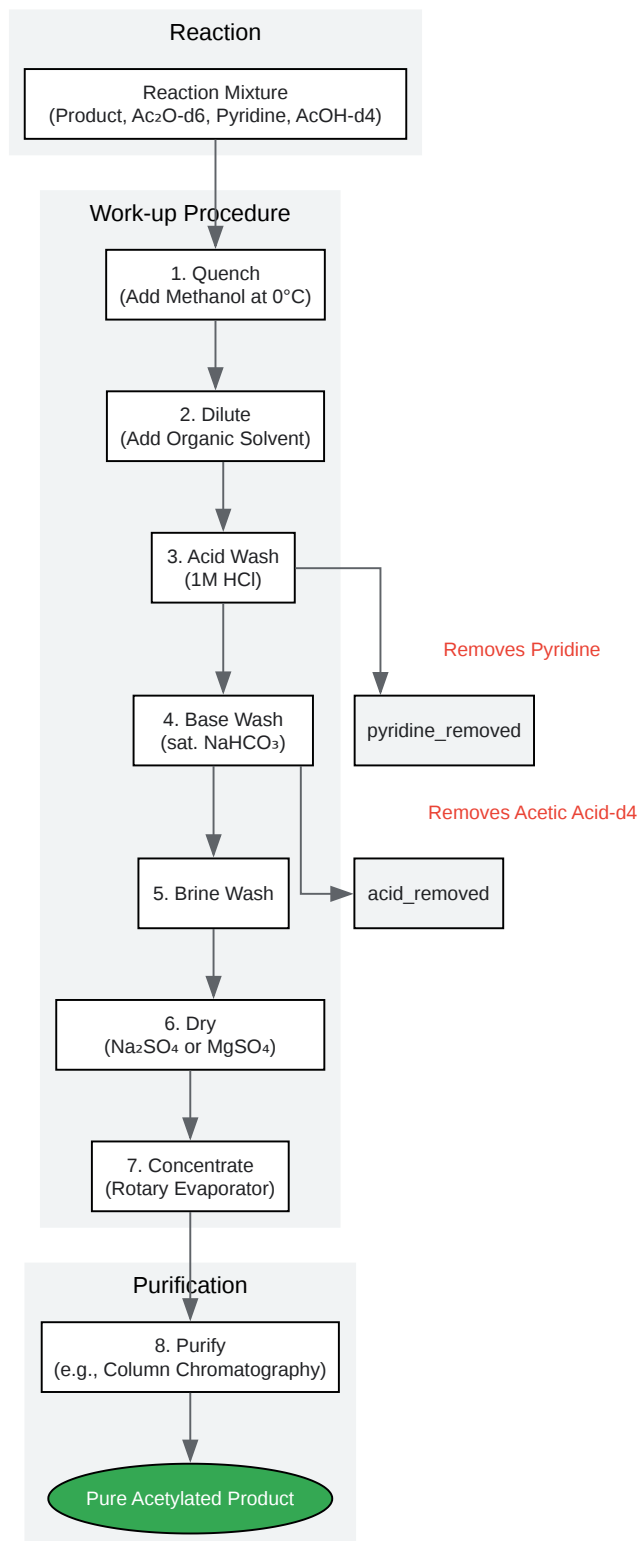 Reaction
Reaction Mixture
(Product, Ac₂O-d6, Pyridine, AcOH-d4)
Work-up Procedure
1. Quench
(Add Methanol at 0°C)
2. Dilute
(Add Organic Solvent)
3. Acid Wash
(1M HCl)
Removes Pyridine
4. Base Wash
(sat. NaHCO₃)
pyridine_removed
Removes Acetic Acid-d4
5. Brine Wash
acid_removed
6. Dry
(Na₂SO₄ or MgSO₄)
7. Concentrate
(Rotary Evaporator)
Purification
8. Purify
(e.g., Column Chromatography)
Pure Acetylated Product